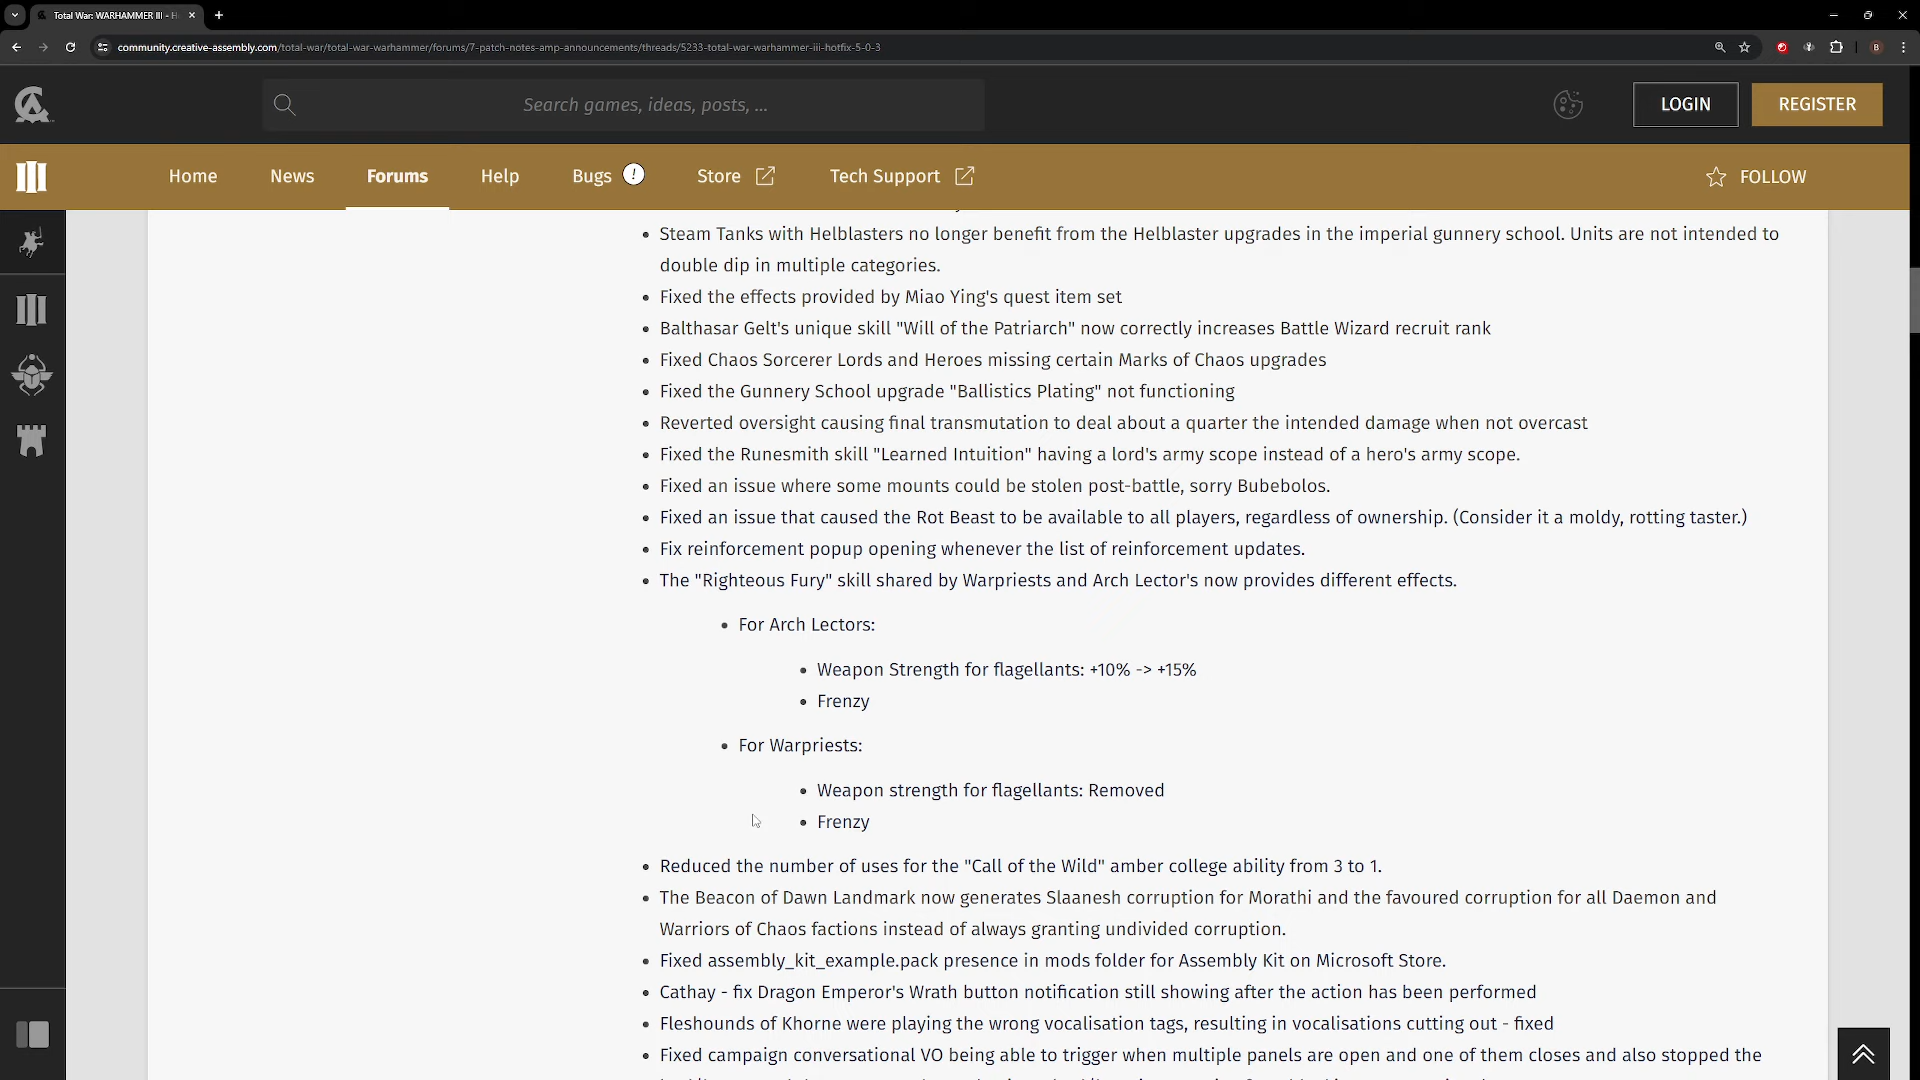 Total War: WARHAMMER III - H
community.creative-assembly.com/total-war/total-war-warhammer/forums/7-patch-notes-amp-announcements/threads/5233-total-war-warhammer-iii-hotfix-5-0-3
B
Search games, ideas, posts, ...
LOGIN
REGISTER
Home
News
Forums
Help
Bugs !
Store
Tech Support
FOLLOW
• Steam Tanks with Helblasters no longer benefit from the Helblaster upgrades in the imperial gunnery school. Units are not intended to
double dip in multiple categories.
• Fixed the effects provided by Miao Ying's quest item set
• Balthasar Gelt's unique skill "Will of the Patriarch" now correctly increases Battle Wizard recruit rank
• Fixed Chaos Sorcerer Lords and Heroes missing certain Marks of Chaos upgrades
• Fixed the Gunnery School upgrade "Ballistics Plating" not functioning
• Reverted oversight causing final transmutation to deal about a quarter the intended damage when not overcast
• Fixed the Runesmith skill "Learned Intuition" having a lord's army scope instead of a hero's army scope.
• Fixed an issue where some mounts could be stolen post-battle, sorry Bubebolos.
• Fixed an issue that caused the Rot Beast to be available to all players, regardless of ownership. (Consider it a moldy, rotting taster.)
• Fix reinforcement popup opening whenever the list of reinforcement updates.
• The "Righteous Fury" skill shared by Warpriests and Arch Lector's now provides different effects.
• For Arch Lectors:
• Weapon Strength for flagellants: +10% -> +15%
• Frenzy
• For Warpriests:
• Weapon strength for flagellants: Removed
• Frenzy
• Reduced the number of uses for the "Call of the Wild" amber college ability from 3 to 1.
• The Beacon of Dawn Landmark now generates Slaanesh corruption for Morathi and the favoured corruption for all Daemon and
Warriors of Chaos factions instead of always granting undivided corruption.
• Fixed assembly_kit_example.pack presence in mods folder for Assembly Kit on Microsoft Store.
• Cathay - fix Dragon Emperor's Wrath button notification still showing after the action has been performed
• Fleshounds of Khorne were playing the wrong vocalisation tags, resulting in vocalisations cutting out - fixed
• Fixed campaign conversational VO being able to trigger when multiple panels are open and one of them closes and also stopped the